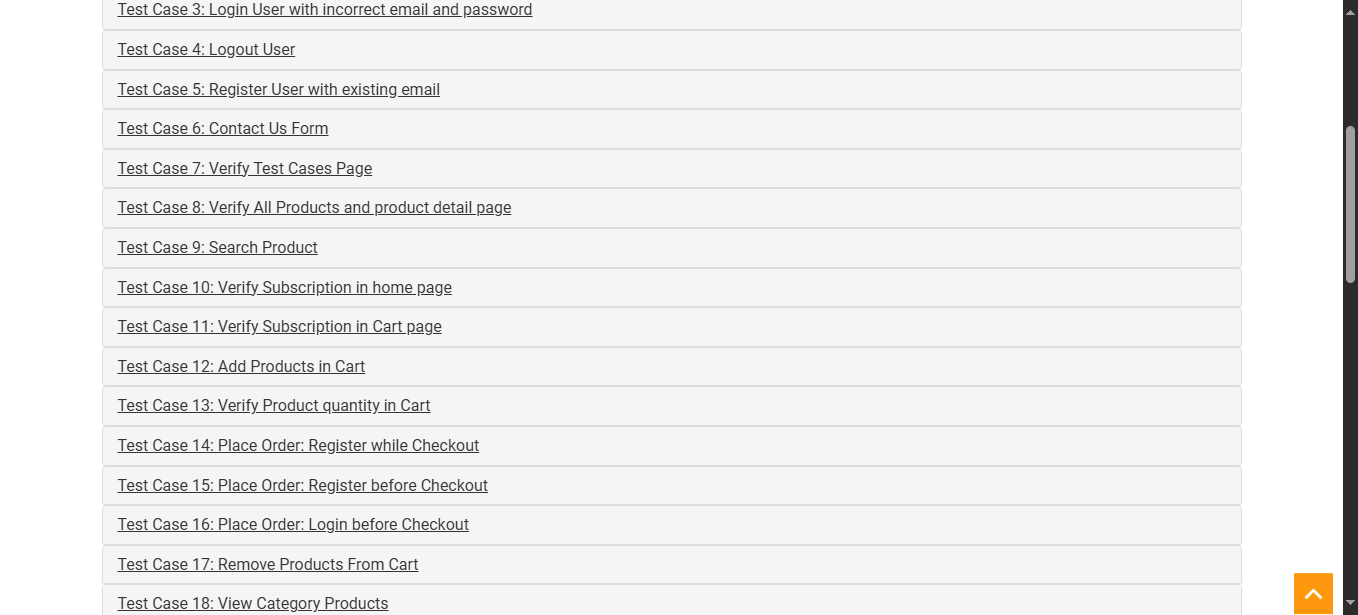 Test Case 3: Login User with incorrect email and password
Test Case 4: Logout User
Test Case 5: Register User with existing email
Test Case 6: Contact Us Form
Test Case 7: Verify Test Cases Page
Test Case 8: Verify All Products and product detail page
Test Case 9: Search Product
Test Case 10: Verify Subscription in home page
Test Case 11: Verify Subscription in Cart page
Test Case 12: Add Products in Cart
Test Case 13: Verify Product quantity in Cart
Test Case 14: Place Order: Register while Checkout
Test Case 15: Place Order: Register before Checkout
Test Case 16: Place Order: Login before Checkout
Test Case 17: Remove Products From Cart
Test Case 18: View Category Products